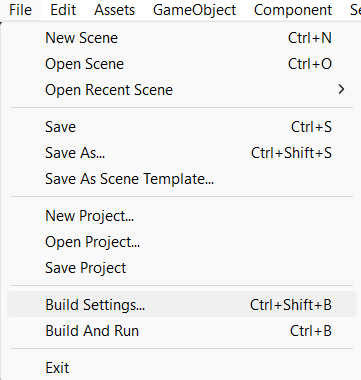 File Edit Assets GameObject Component Se
New Scene Ctrl+N
Open Scene Ctrl+O
Open Recent Scene
Save Ctrl+S
Save As... Ctrl+Shift+S
Save As Scene Template...
New Project...
Open Project...
Save Project
Build Settings... Ctrl+Shift+B
Build And Run Ctrl+B
Exit